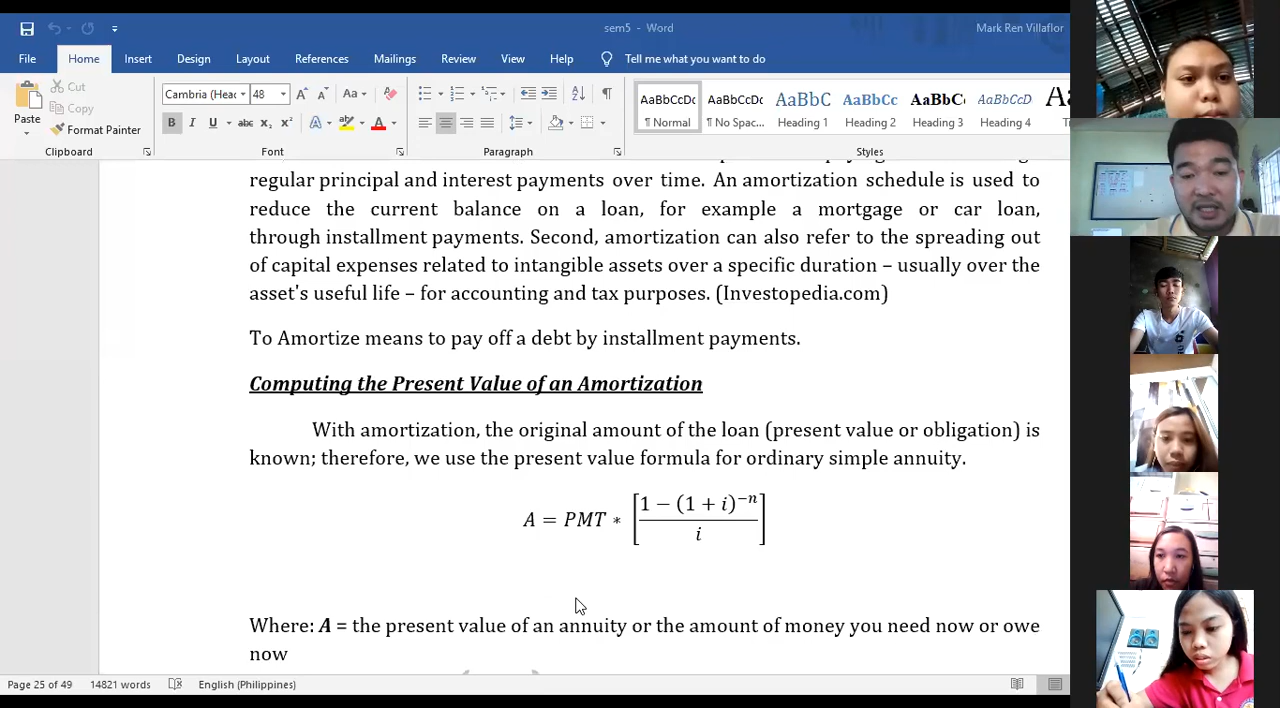 sem5 - Word
Mark Ren Villaflor
File Home Insert Design Layout References Mailings Review View Help Tell me what you want to do
Paste
Cut
Copy
Format Painter
Cambria (Heac 48
Aa
B I U abc x₂ x² A A
AaBbCcDc AaBbCcDc AaBbC AaBbCc AaBbCc AaBbCcD
¶ Normal ¶ No Spac... Heading 1 Heading 2 Heading 3 Heading 4
Clipboard Font Paragraph Styles
regular principal and interest payments over time. An amortization schedule is used to
reduce the current balance on a loan, for example a mortgage or car loan,
through installment payments. Second, amortization can also refer to the spreading out
of capital expenses related to intangible assets over a specific duration – usually over the
asset's useful life – for accounting and tax purposes. (Investopedia.com)
To Amortize means to pay off a debt by installment payments.
Computing the Present Value of an Amortization
With amortization, the original amount of the loan (present value or obligation) is
known; therefore, we use the present value formula for ordinary simple annuity.
A = PMT * [1 − (1 + i)^−n / i]
Where: A = the present value of an annuity or the amount of money you need now or owe
now
Page 25 of 49 14821 words English (Philippines)